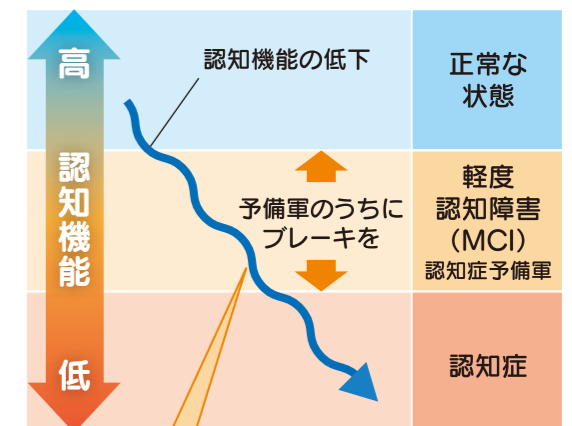 高
認知機能
低
認知機能の低下
予備軍のうちに
ブレーキを
正常な
状態
軽度
認知障害
(MCI)
認知症予備軍
認知症